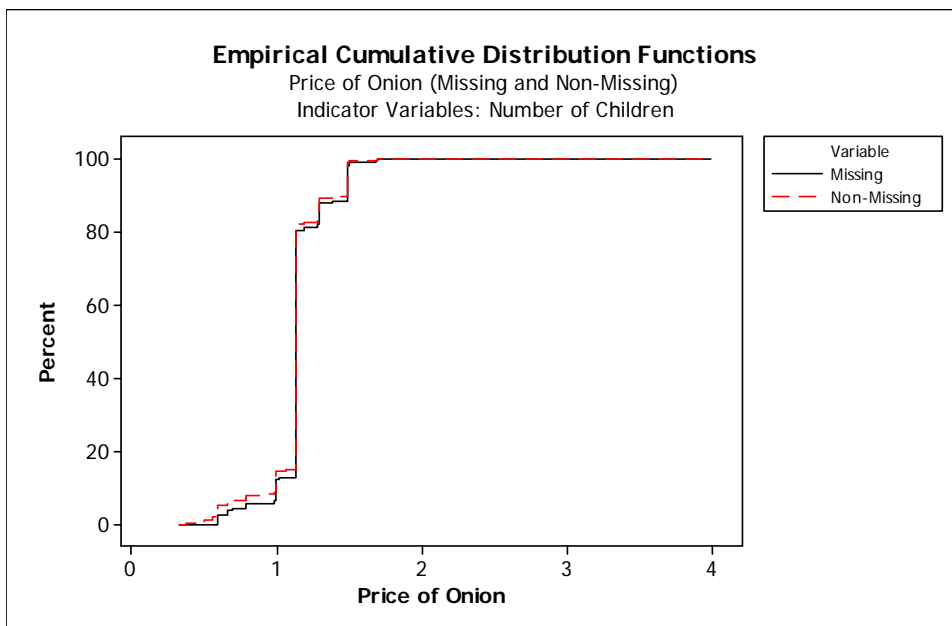 Empirical Cumulative Distribution Functions
Price of Onion (Missing and Non-Missing)
Indicator Variables: Number of Children
100
80
60
40
20
0
Percent
0 1 2 3 4
Price of Onion
Variable
Missing
Non-Missing